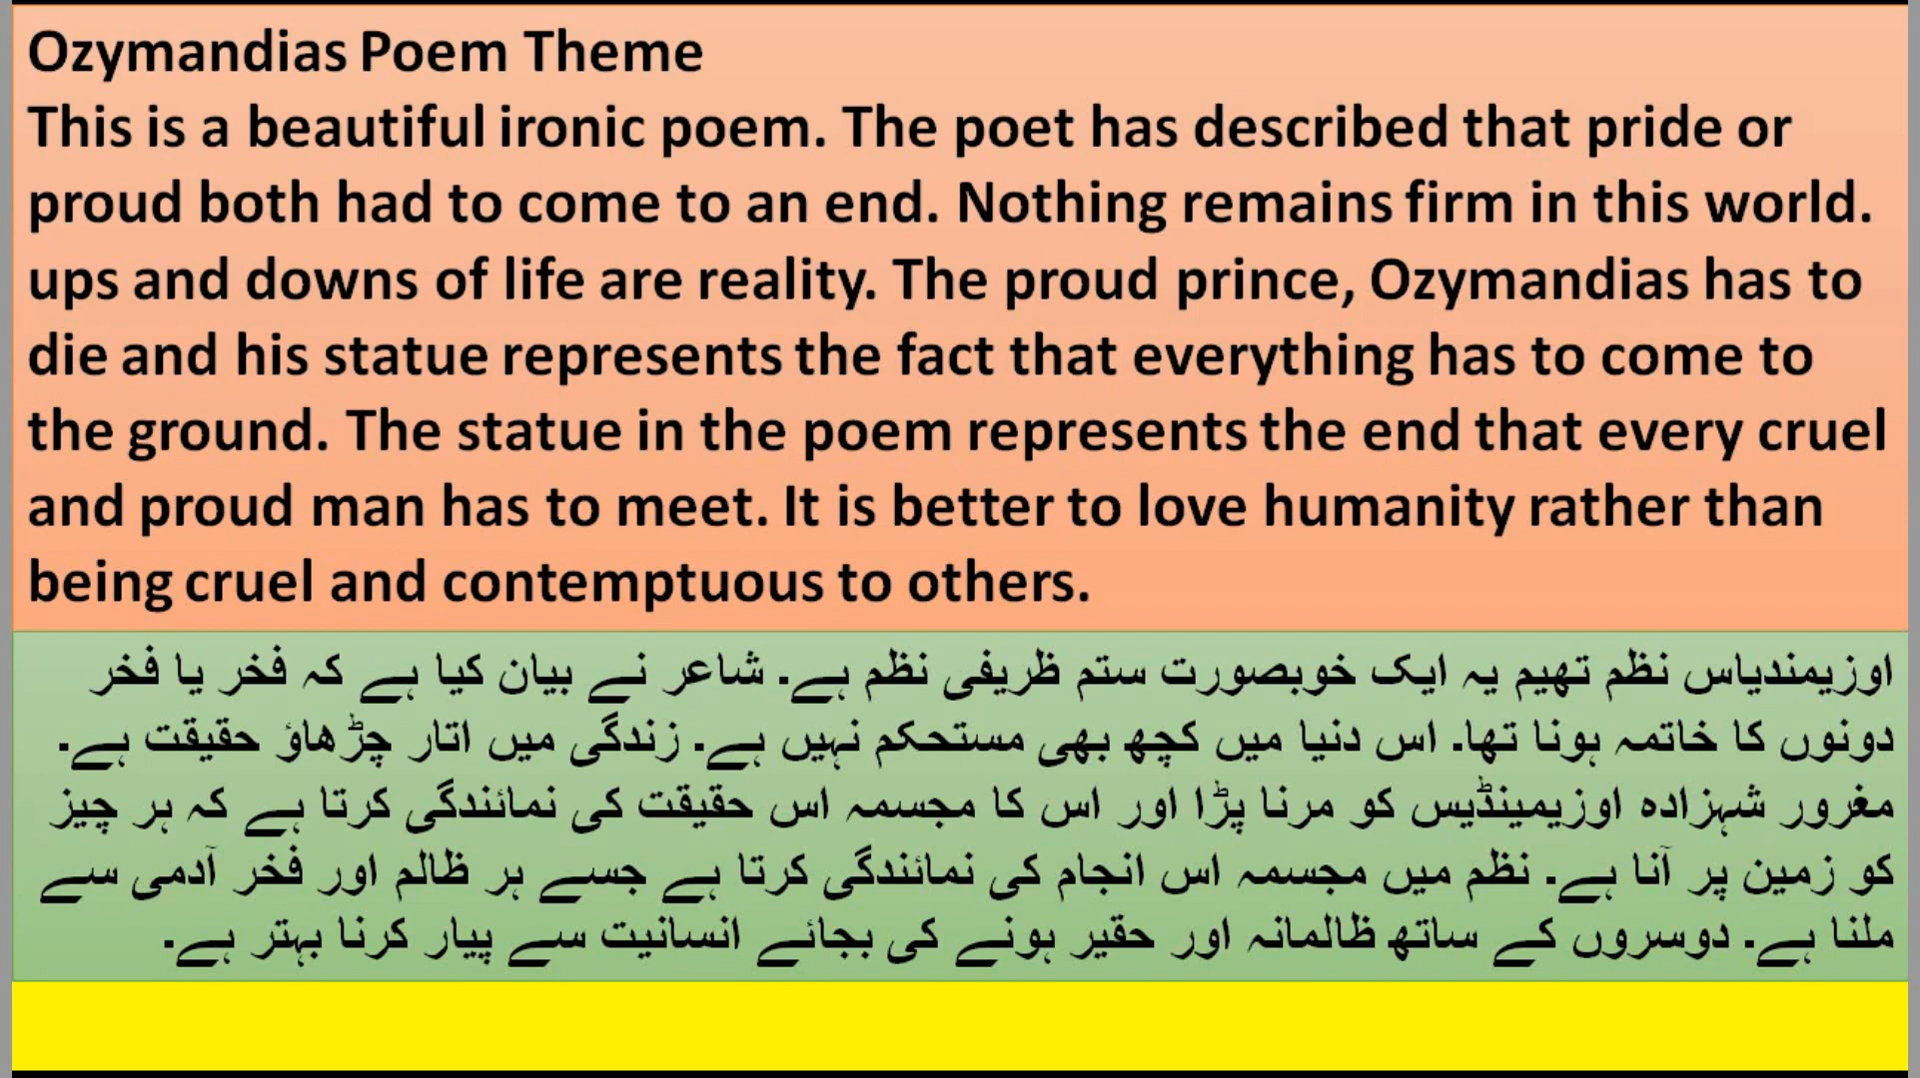 Ozymandias Poem Theme
This is a beautiful ironic poem. The poet has described that pride or
proud both had to come to an end. Nothing remains firm in this world.
ups and downs of life are reality. The proud prince, Ozymandias has to
die and his statue represents the fact that everything has to come to
the ground. The statue in the poem represents the end that every cruel
and proud man has to meet. It is better to love humanity rather than
being cruel and contemptuous to others.
اوزیمندیاس نظم تھیم یہ ایک خوبصورت ستم ظریفی نظم ہے۔ شاعر نے بیان کیا ہے کہ فخر یا فخر
دونوں کا خاتمہ ہونا تھا۔ اس دنیا میں کچھ بھی مستحکم نہیں ہے۔ زندگی میں اتار چڑھاؤ حقیقت ہے۔
مغرور شہزادہ اوزیمینڈیس کو مرنا پڑا اور اس کا مجسمہ اس حقیقت کی نمائندگی کرتا ہے کہ ہر چیز
کو زمین پر آنا ہے۔ نظم میں مجسمہ اس انجام کی نمائندگی کرتا ہے جسے ہر ظالم اور فخر آدمی سے
ملنا ہے۔ دوسروں کے ساتھ ظالمانہ اور حقیر ہونے کی بجائے انسانیت سے پیار کرنا بہتر ہے۔